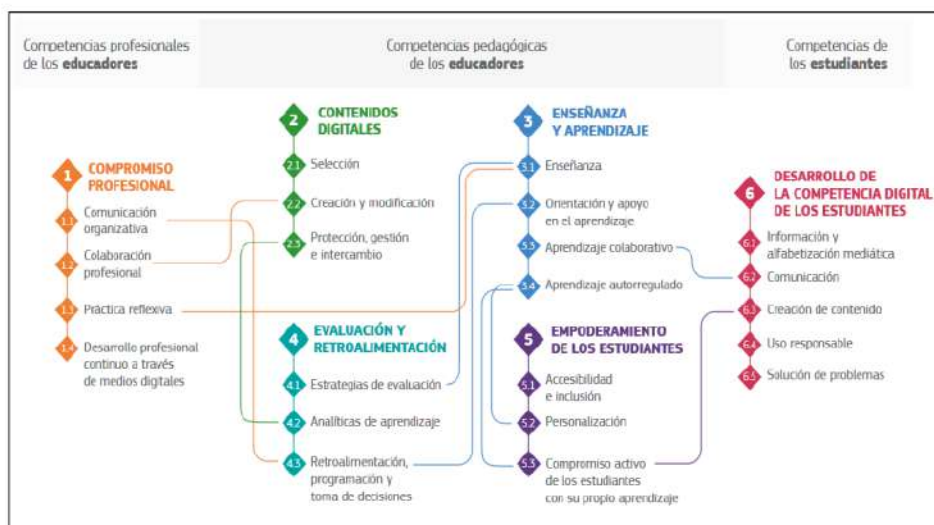 Competencias profesionales
de los educadores
Competencias pedagógicas
de los educadores
Competencias de
los estudiantes
1
COMPROMISO
PROFESIONAL
1.1
Comunicación
organizativa
1.2
Colaboración
profesional
1.3
Práctica reflexiva
1.4
Desarrollo profesional
continuo a través
de medios digitales
2
CONTENIDOS
DIGITALES
2.1
Selección
2.2
Creación y modificación
2.3
Protección, gestión
e intercambio
3
ENSEÑANZA
Y APRENDIZAJE
3.1
Enseñanza
3.2
Orientación y apoyo
en el aprendizaje
3.3
Aprendizaje colaborativo
3.4
Aprendizaje autorregulado
4
EVALUACIÓN Y
RETROALIMENTACIÓN
4.1
Estrategias de evaluación
4.2
Analíticas de aprendizaje
4.3
Retroalimentación,
programación y
toma de decisiones
5
EMPODERAMIENTO
DE LOS ESTUDIANTES
5.1
Accesibilidad
e inclusión
5.2
Personalización
5.3
Compromiso activo
de los estudiantes
con su propio aprendizaje
6
DESARROLLO DE
LA COMPETENCIA DIGITAL
DE LOS ESTUDIANTES
6.1
Información y
alfabetización mediática
6.2
Comunicación
6.3
Creación de contenido
6.4
Uso responsable
6.5
Solución de problemas